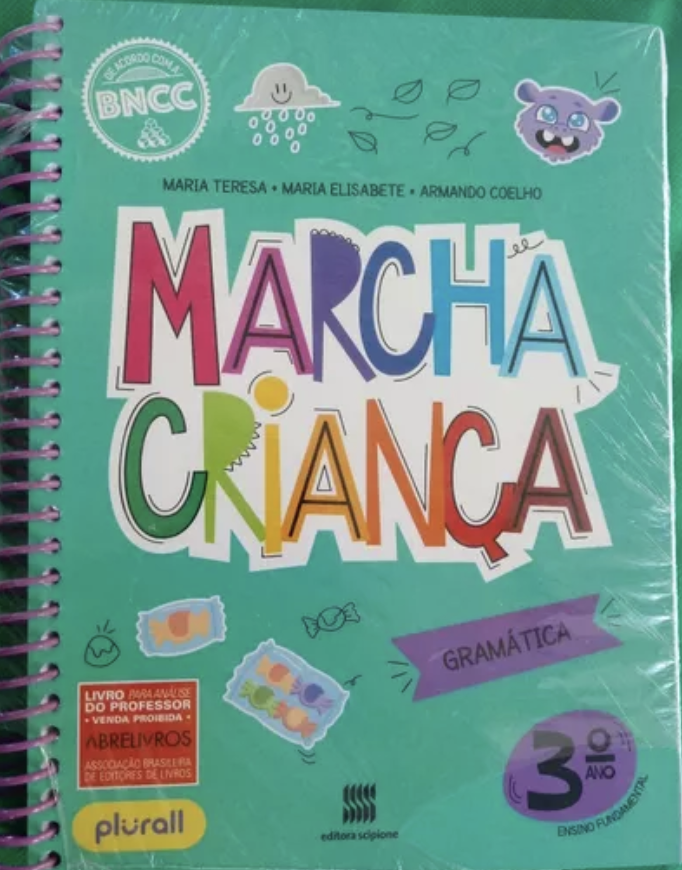 DE ACORDO COM A
BNCC
MARIA TERESA • MARIA ELISABETE • ARMANDO COELHO
MARCHA
CRIANÇA
GRAMÁTICA
LIVRO PARA ANÁLISE
DO PROFESSOR
• VENDA PROIBIDA •
ABRELIVROS
ASSOCIAÇÃO BRASILEIRA
DE EDITORES DE LIVROS
3º
ANO
ENSINO FUNDAMENTAL
plurall
editora scipione